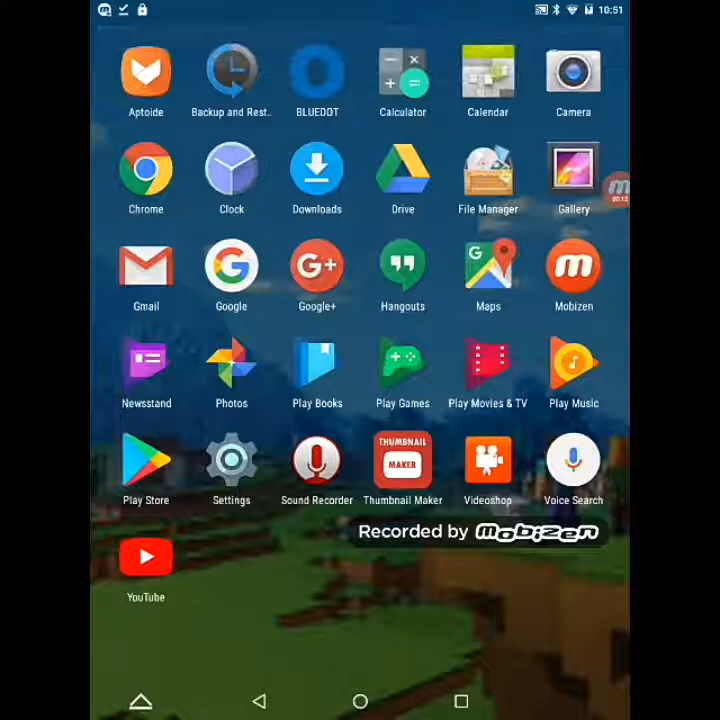 10:51
Aptoide Backup and Rest.. BLUEDOT Calculator Calendar Camera
Chrome Clock Downloads Drive File Manager Gallery
00:13
Gmail Google Google+ Hangouts Maps Mobizen
Newsstand Photos Play Books Play Games Play Movies & TV Play Music
THUMBNAIL
MAKER
Play Store Settings Sound Recorder Thumbnail Maker Videoshop Voice Search
Recorded by mobizen
YouTube